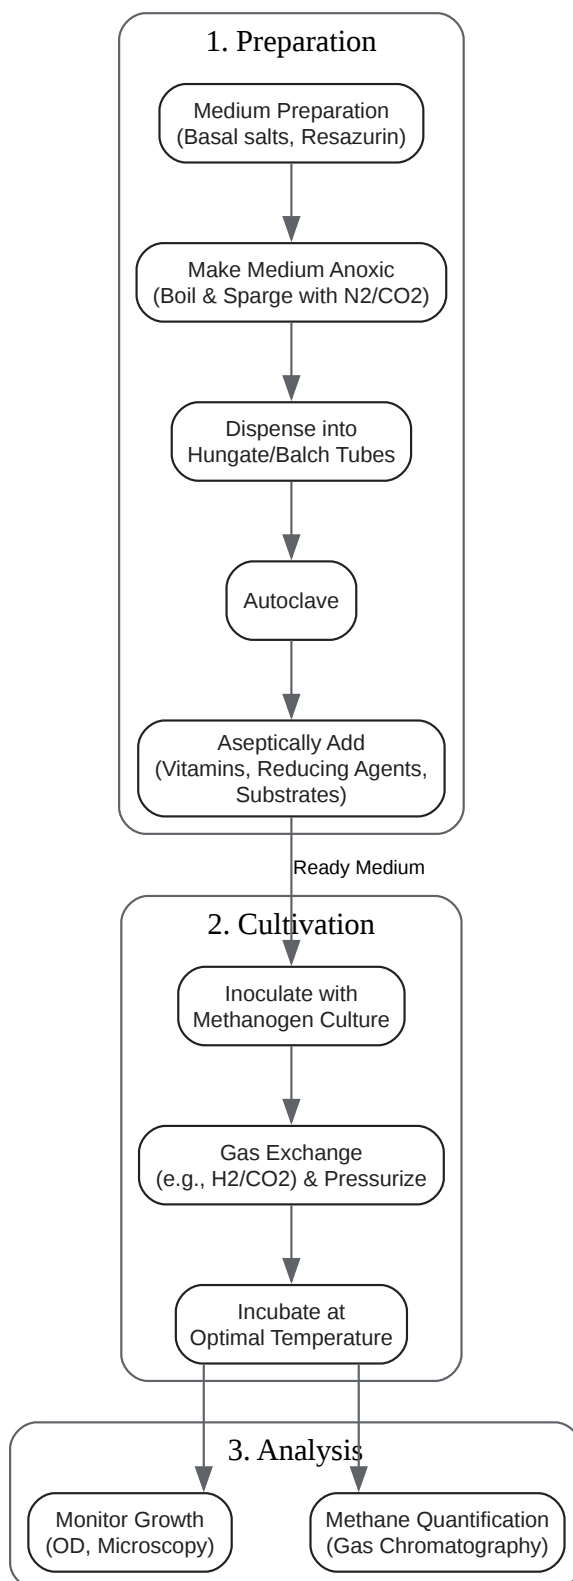 1. Preparation
Medium Preparation
(Basal salts, Resazurin)
Make Medium Anoxic
(Boil & Sparge with N2/CO2)
Dispense into
Hungate/Balch Tubes
Autoclave
Aseptically Add
(Vitamins, Reducing Agents,
Substrates)
Ready Medium
2. Cultivation
Inoculate with
Methanogen Culture
Gas Exchange
(e.g., H2/CO2) & Pressurize
Incubate at
Optimal Temperature
3. Analysis
Monitor Growth
(OD, Microscopy)
Methane Quantification
(Gas Chromatography)